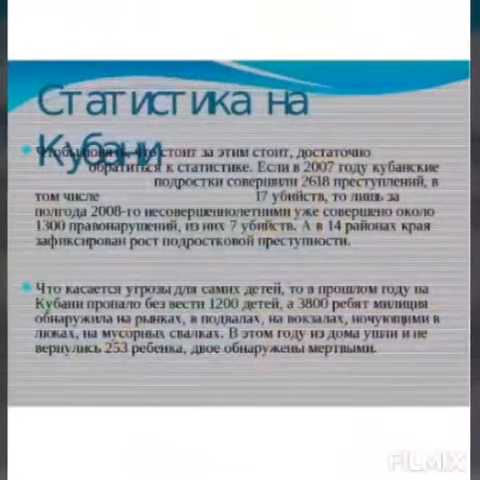 Статистика на
Кубани
Чтобы понять, что стоит за этим стоит, достаточно
обратиться к статистике. Если в 2007 году кубанские
подростки совершили 2618 преступлений, в
том числе 17 убийств, то лишь за
полгода 2008-го несовершеннолетними уже совершено около
1300 правонарушений, из них 7 убийств. А в 14 районах края
зафиксирован рост подростковой преступности.
Что касается угрозы для самих детей, то в прошлом году на
Кубани пропало без вести 1200 детей, а 3800 ребят милиция
обнаружила на рынках, в подвалах, на вокзалах, ночующими в
люках, на мусорных свалках. В этом году из дома ушли и не
вернулись 253 ребенка, двое обнаружены мертвыми.
FILMIX